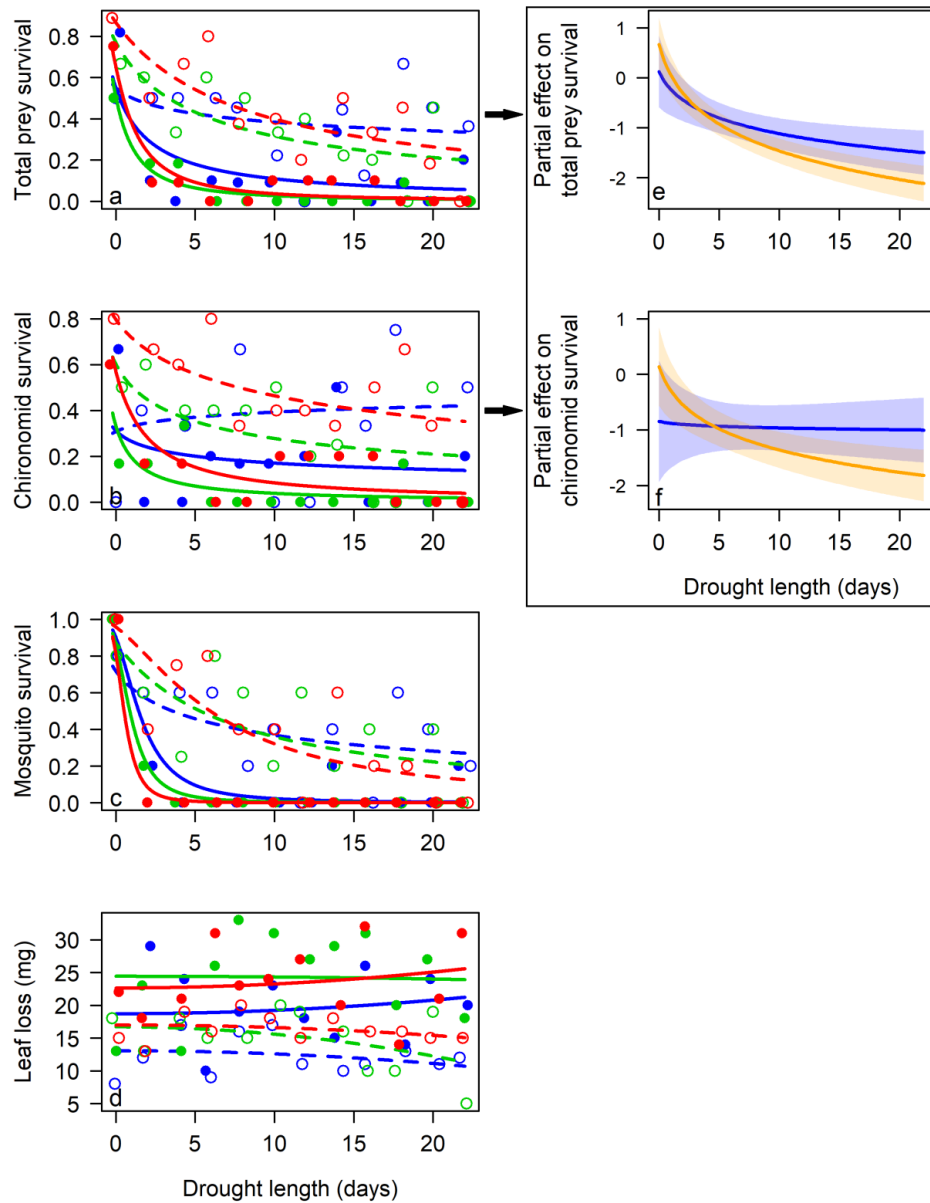 Total prey survival
0.8
0.6
0.4
0.2
0.0
a
0 5 10 15 20
Partial effect on
total prey survival
1
0
-1
-2
e
0 5 10 15 20
Chironomid survival
0.8
0.6
0.4
0.2
0.0
b
0 5 10 15 20
Partial effect on
chironomid survival
1
0
-1
-2
f
0 5 10 15 20
Drought length (days)
Mosquito survival
1.0
0.8
0.6
0.4
0.2
0.0
c
0 5 10 15 20
Leaf loss (mg)
30
25
20
15
10
5
d
0 5 10 15 20
Drought length (days)